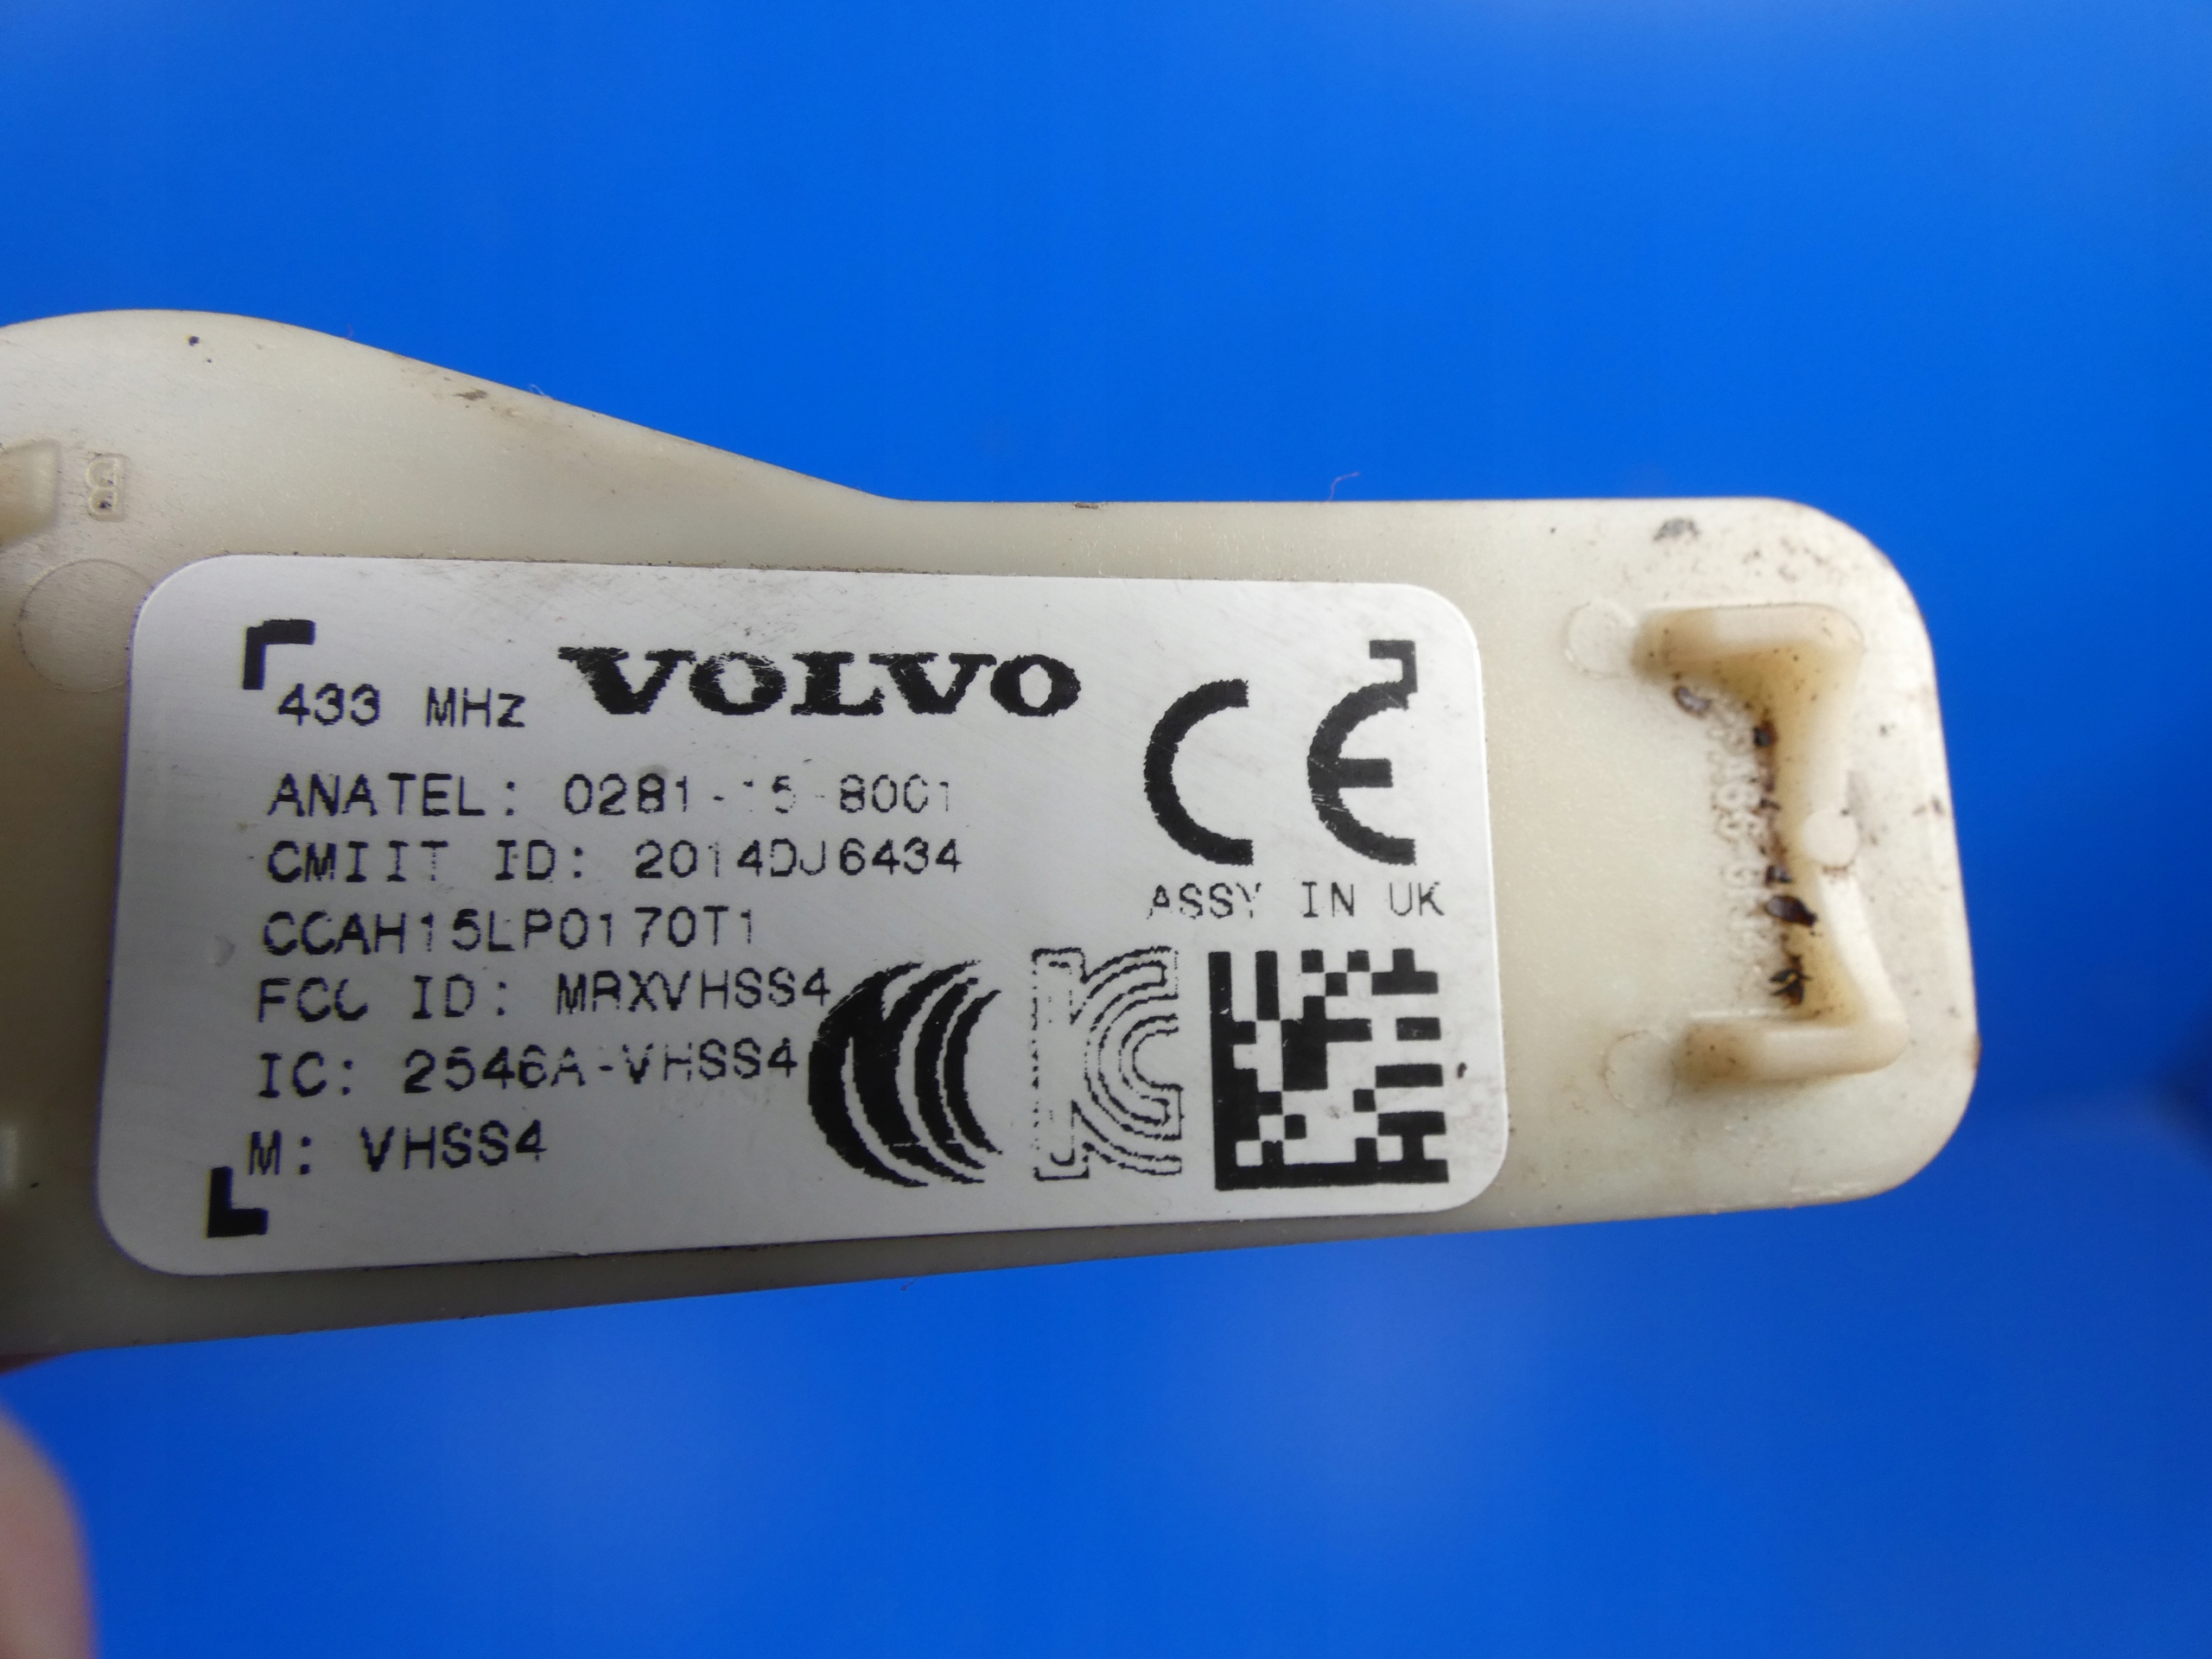 433 MHz VOLVO
CE
ANATEL: 0281-15-8001
CMIIT ID: 2014DJ6434
ASSY IN UK
CCAH15LP0170T1
FCC ID: MRXVHSS4
IC: 2546A-VHSS4
M: VHSS4
B